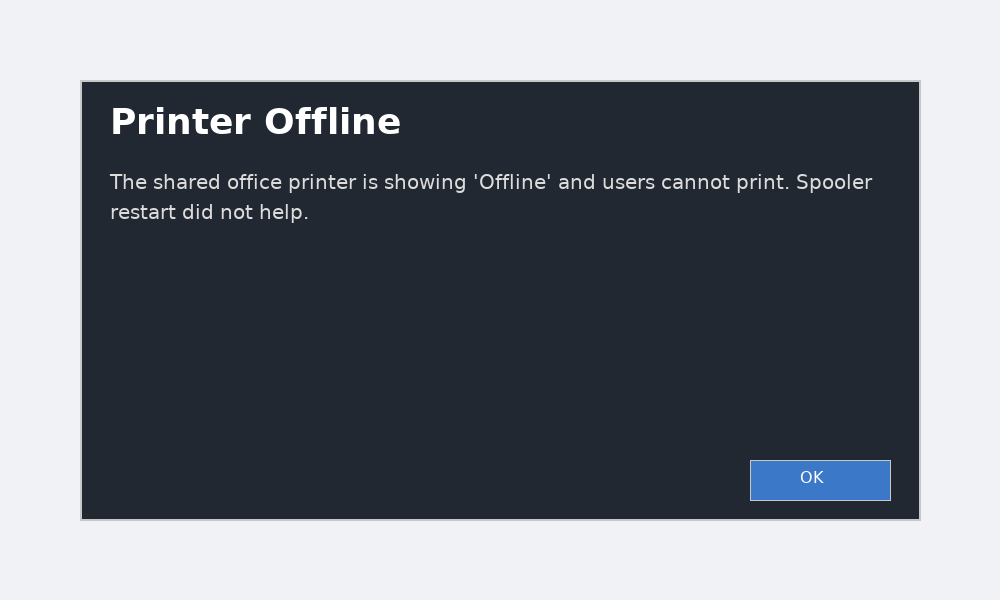 Printer Offline
The shared office printer is showing 'Offline' and users cannot print. Spooler
restart did not help.
OK